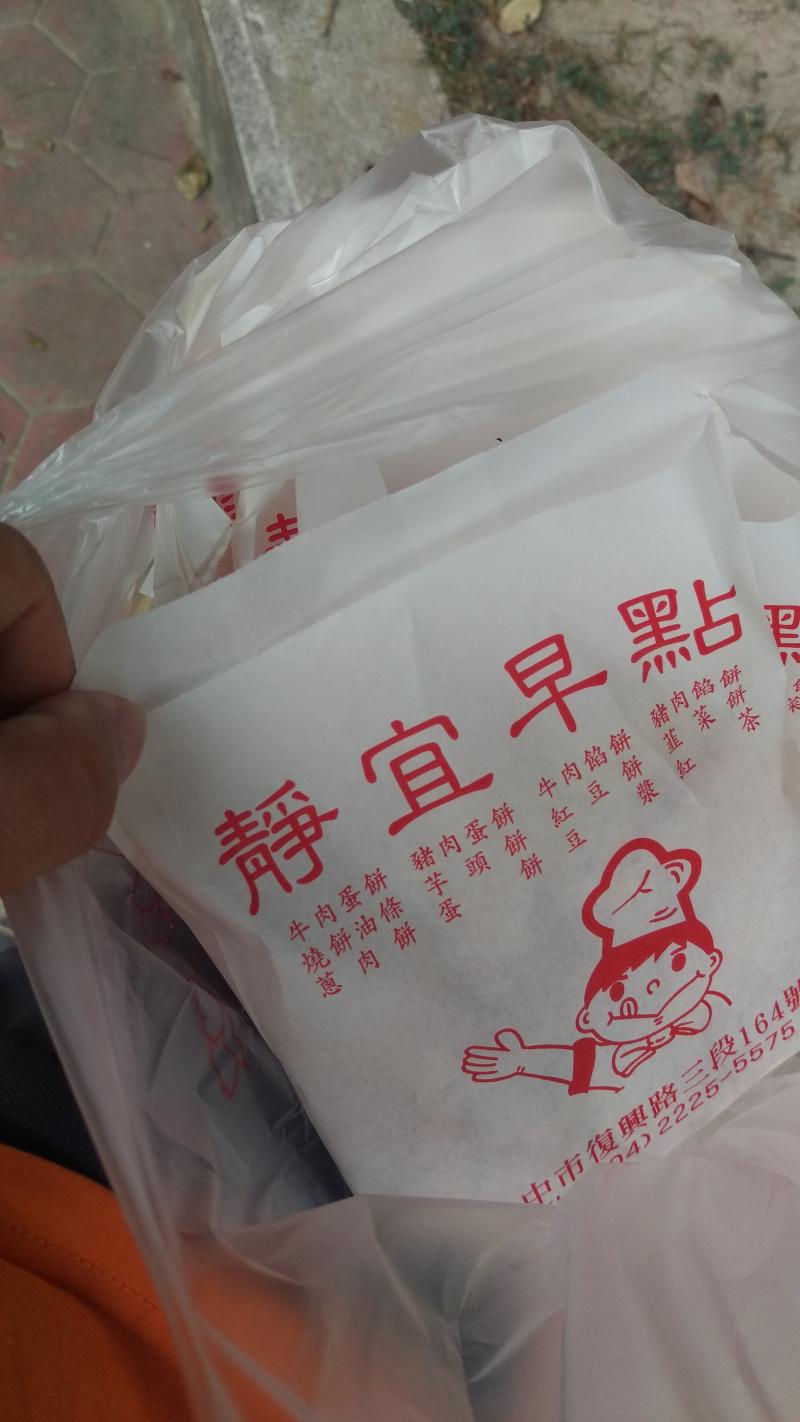 靜宜早點
牛肉蛋餅 豬肉蛋餅 牛肉餡餅 豬肉餡餅
燒餅油條 芋頭餅 紅豆餅 韮菜餅
蔥肉餅 蛋餅 豆漿 紅茶
中市復興路三段164號
04) 2225-5575